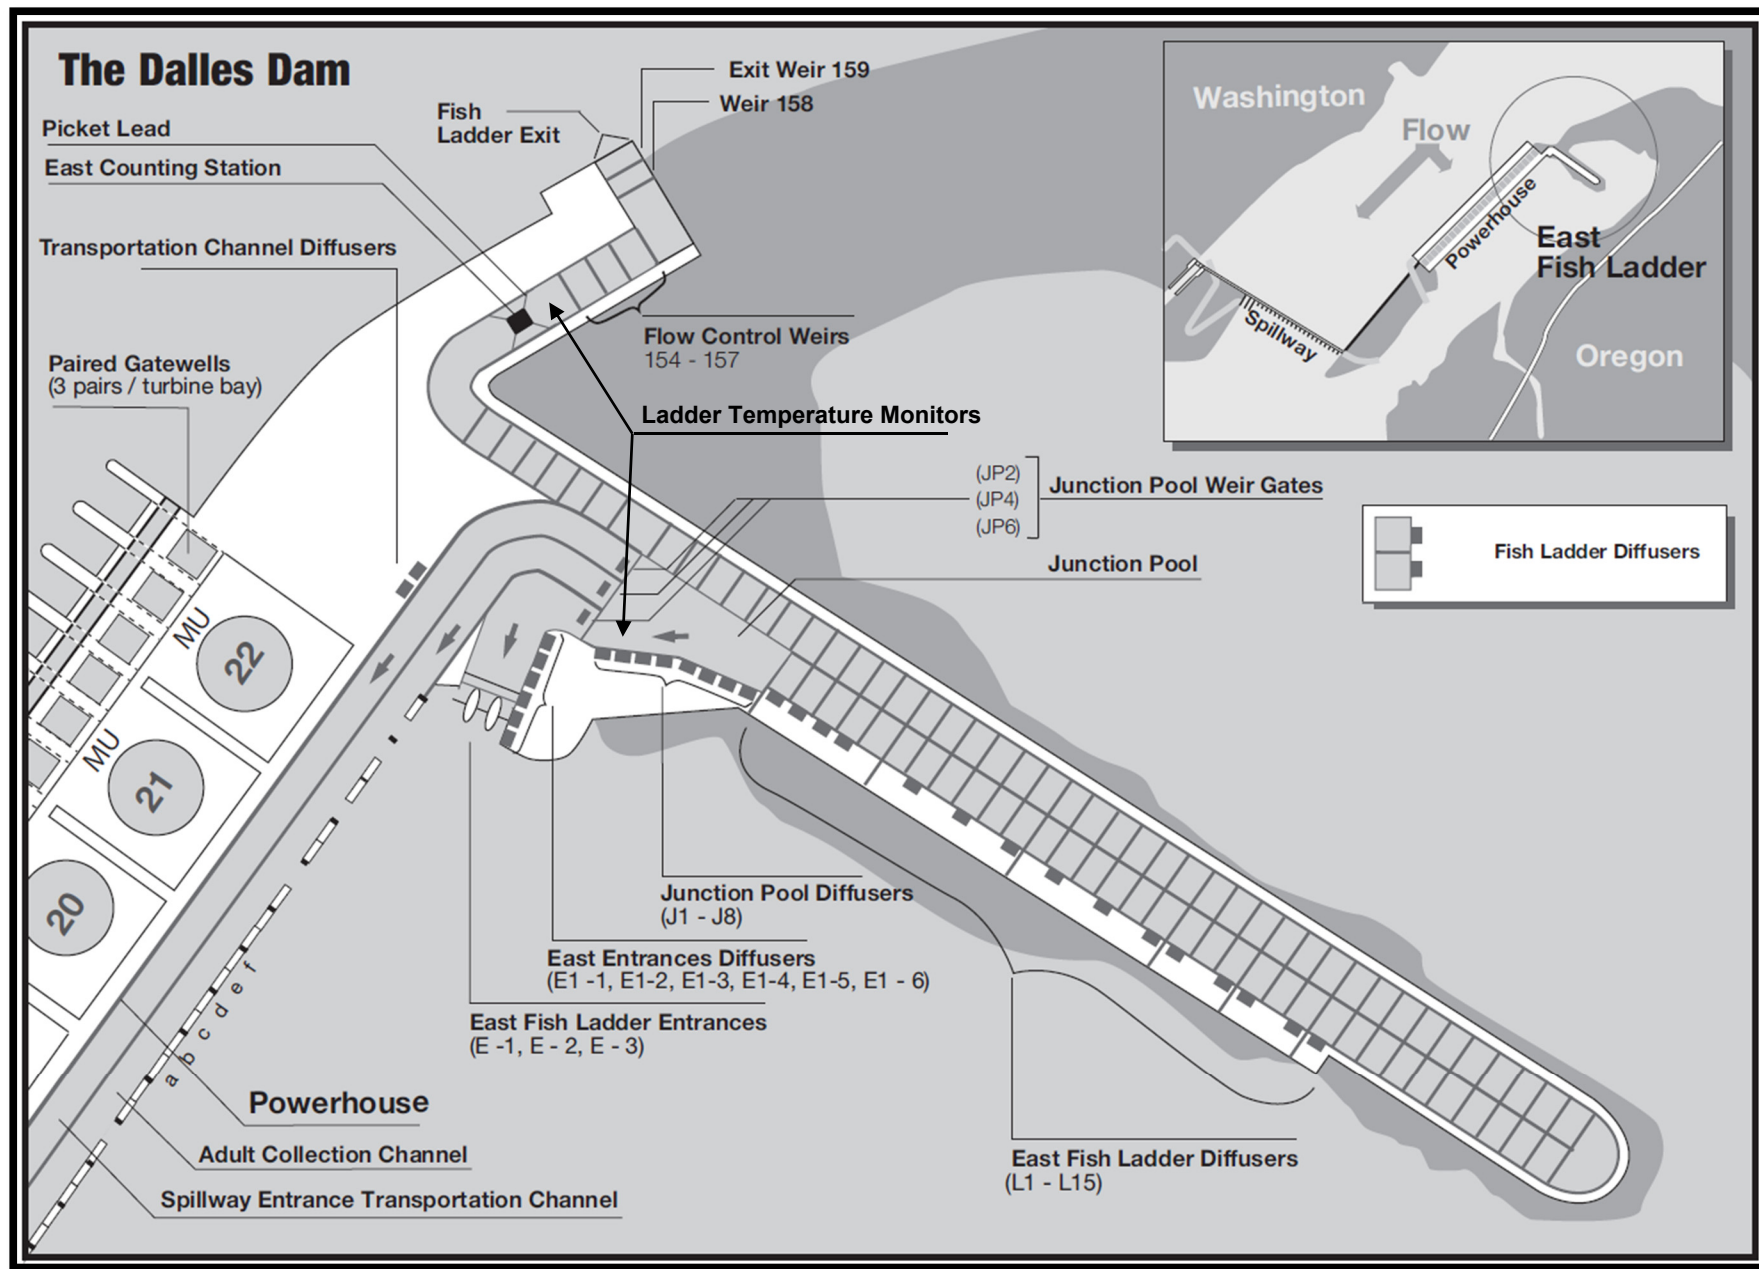 The Dalles Dam
Exit Weir 159
Weir 158
Fish
Ladder Exit
Picket Lead
East Counting Station
Transportation Channel Diffusers
Flow Control Weirs
154 - 157
Paired Gatewells
(3 pairs / turbine bay)
Ladder Temperature Monitors
(JP2)
(JP4)
(JP6)
Junction Pool Weir Gates
Junction Pool
Washington
Flow
Powerhouse
East
Fish Ladder
Spillway
Oregon
Fish Ladder Diffusers
MU
22
MU
21
20
Junction Pool Diffusers
(J1 - J8)
East Entrances Diffusers
(E1 -1, E1-2, E1-3, E1-4, E1-5, E1 - 6)
East Fish Ladder Entrances
(E -1, E - 2, E - 3)
a b c d e f
Powerhouse
Adult Collection Channel
Spillway Entrance Transportation Channel
East Fish Ladder Diffusers
(L1 - L15)